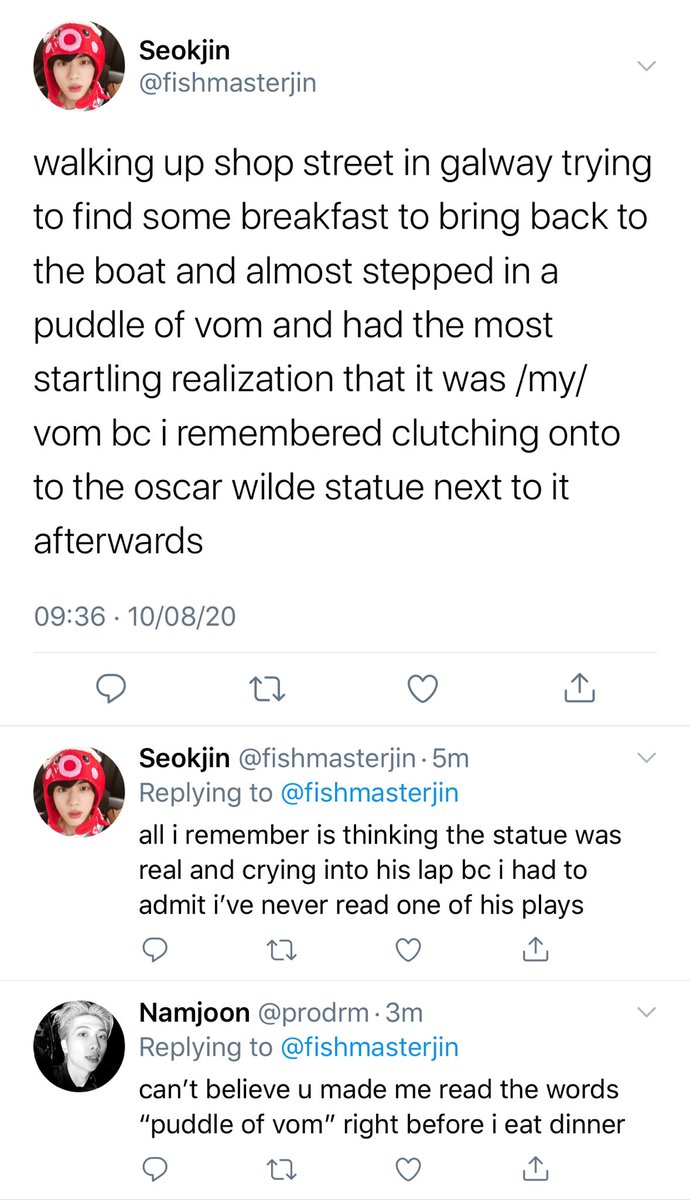 Seokjin
@fishmasterjin
walking up shop street in galway trying
to find some breakfast to bring back to
the boat and almost stepped in a
puddle of vom and had the most
startling realization that it was /my/
vom bc i remembered clutching onto
to the oscar wilde statue next to it
afterwards
09:36 · 10/08/20
Seokjin @fishmasterjin · 5m
Replying to @fishmasterjin
all i remember is thinking the statue was
real and crying into his lap bc i had to
admit i’ve never read one of his plays
Namjoon @prodrm · 3m
Replying to @fishmasterjin
can’t believe u made me read the words
“puddle of vom” right before i eat dinner